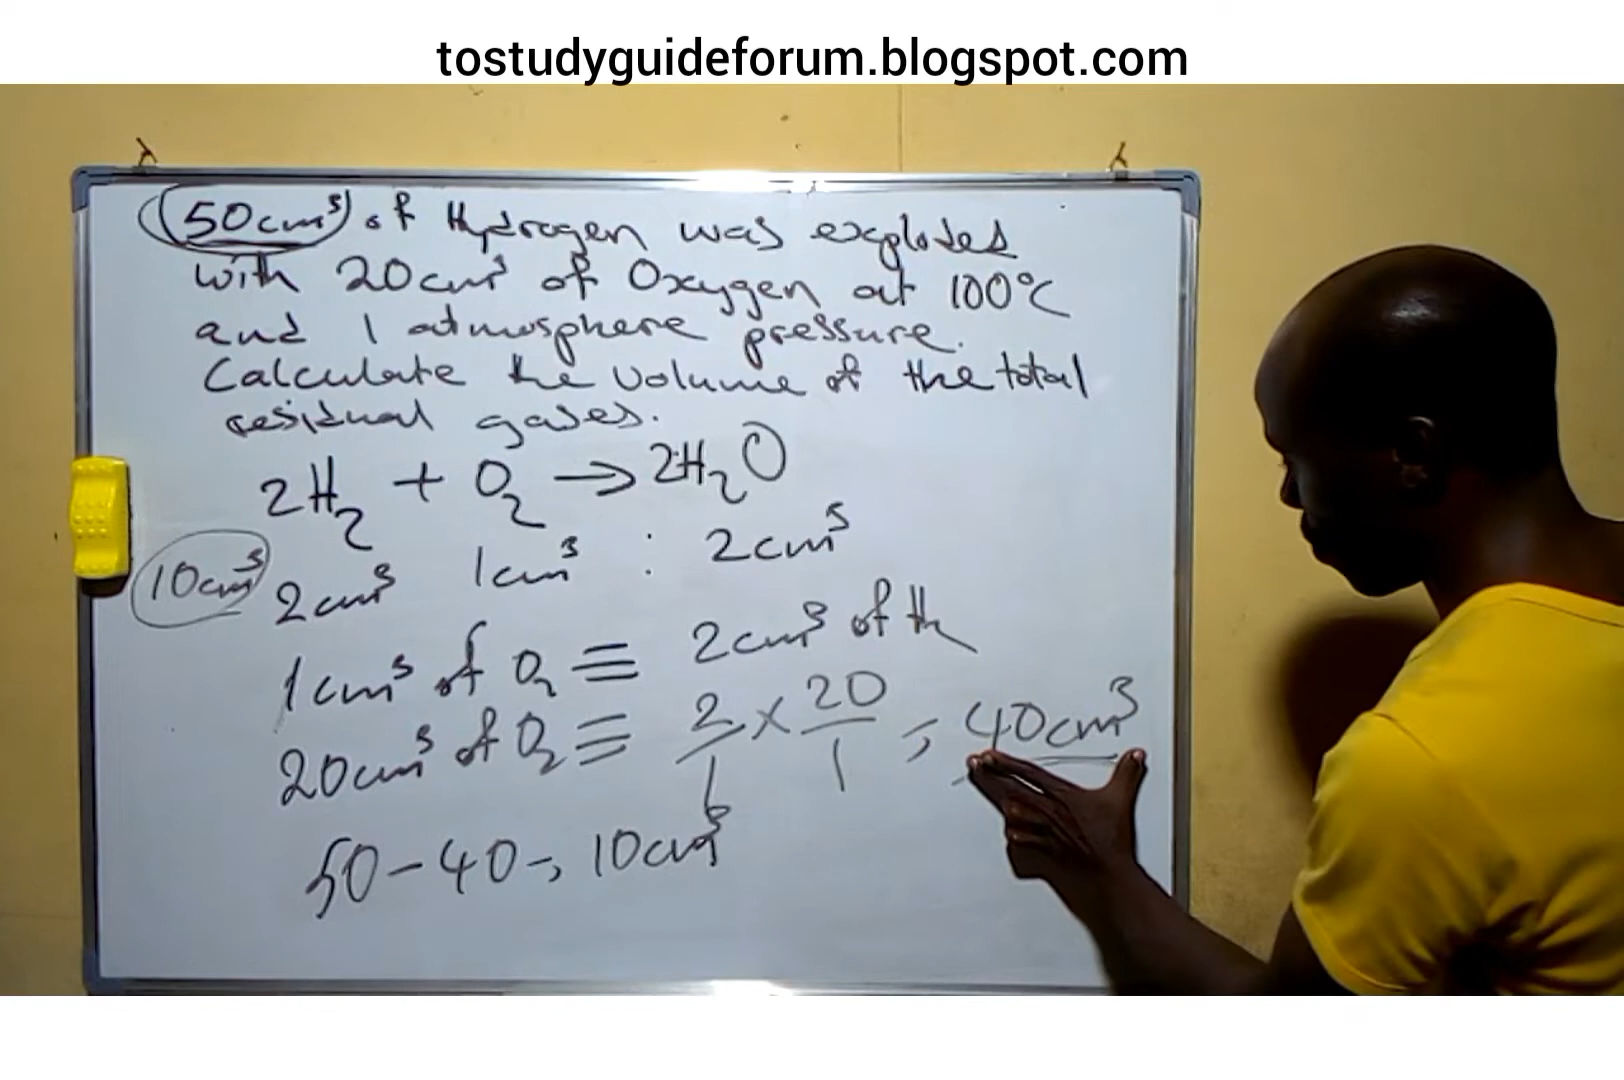 tostudyguideforum.blogspot.com
50cm³ of Hydrogen was exploded
with 20cm³ of Oxygen at 100°C
and 1 atmosphere pressure.
Calculate the volume of the total
residual gases.
2H₂ + O₂ → 2H₂O
10cm³ 2cm³ 1cm³ : 2cm³
1cm³ of O₂ ≡ 2cm³ of H₂
20cm³ of O₂ ≡ 2/1 × 20/1 = 40cm³
50 - 40 = 10cm³